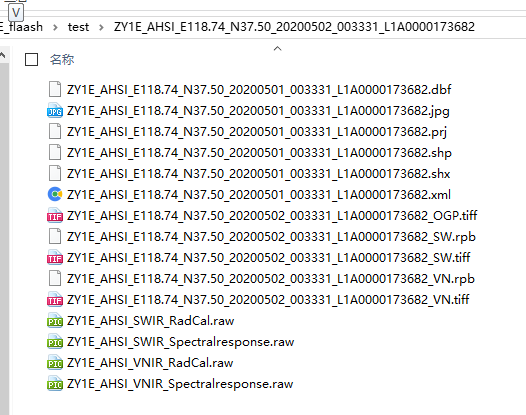 E_flaash › test › ZY1E_AHSI_E118.74_N37.50_20200502_003331_L1A0000173682
V
名称
ZY1E_AHSI_E118.74_N37.50_20200501_003331_L1A0000173682.dbf
ZY1E_AHSI_E118.74_N37.50_20200501_003331_L1A0000173682.jpg
ZY1E_AHSI_E118.74_N37.50_20200501_003331_L1A0000173682.prj
ZY1E_AHSI_E118.74_N37.50_20200501_003331_L1A0000173682.shp
ZY1E_AHSI_E118.74_N37.50_20200501_003331_L1A0000173682.shx
ZY1E_AHSI_E118.74_N37.50_20200501_003331_L1A0000173682.xml
ZY1E_AHSI_E118.74_N37.50_20200502_003331_L1A0000173682_OGP.tiff
ZY1E_AHSI_E118.74_N37.50_20200502_003331_L1A0000173682_SW.rpb
ZY1E_AHSI_E118.74_N37.50_20200502_003331_L1A0000173682_SW.tiff
ZY1E_AHSI_E118.74_N37.50_20200502_003331_L1A0000173682_VN.rpb
ZY1E_AHSI_E118.74_N37.50_20200502_003331_L1A0000173682_VN.tiff
ZY1E_AHSI_SWIR_RadCal.raw
ZY1E_AHSI_SWIR_Spectralresponse.raw
ZY1E_AHSI_VNIR_RadCal.raw
ZY1E_AHSI_VNIR_Spectralresponse.raw